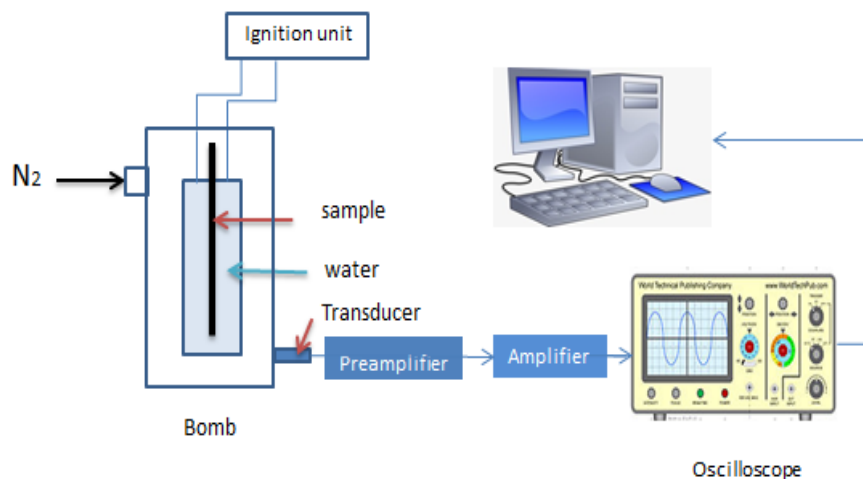 Ignition unit
N2
sample
water
Transducer
Preamplifier
Amplifier
Bomb
World Technical Publishing Company
www.WorldTechPub.com
Oscilloscope